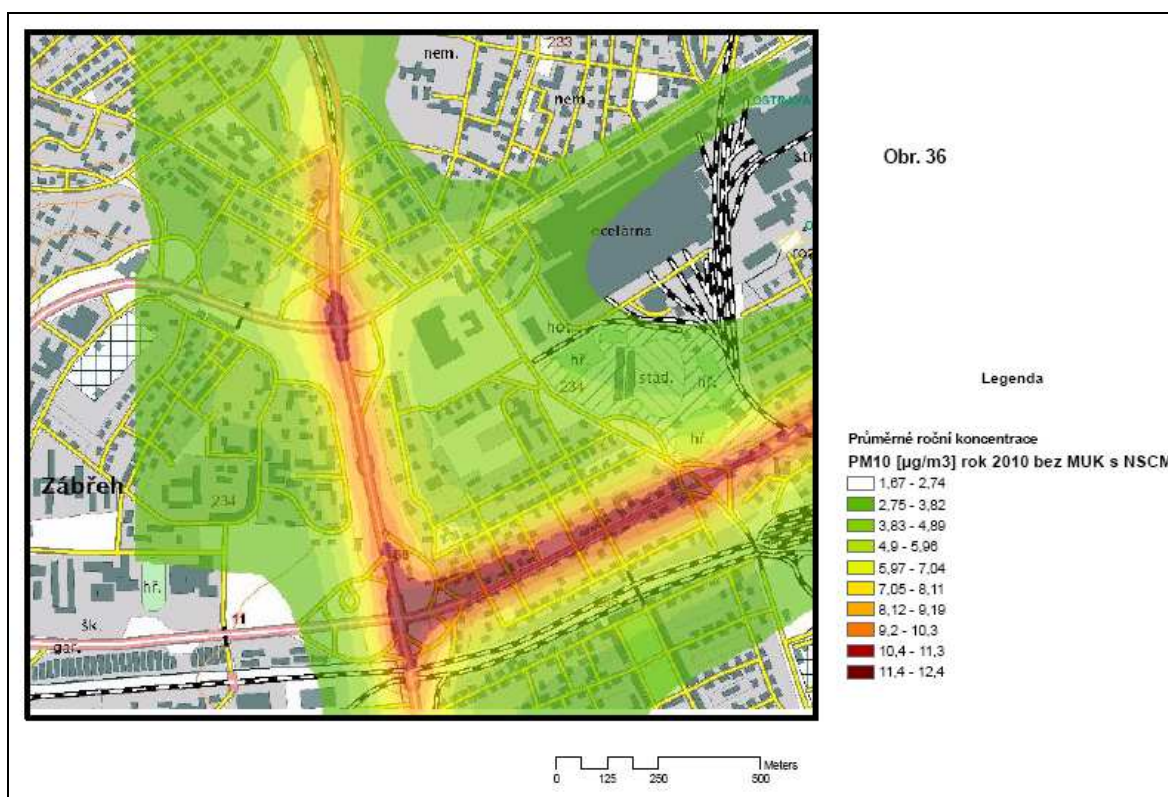 nem.
233
nem.
OSTRAVA
ocelárna
hot.
hř.
234
stad.
hř.
hř.
Zábřeh
234
hř.
šk.
gar.
11
Obr. 36
Legenda
Průměrné roční koncentrace
PM10 [µg/m3] rok 2010 bez MUK s NSCM
1,67 - 2,74
2,75 - 3,82
3,83 - 4,89
4,9 - 5,96
5,97 - 7,04
7,05 - 8,11
8,12 - 9,19
9,2 - 10,3
10,4 - 11,3
11,4 - 12,4
Meters
0 125 250 500